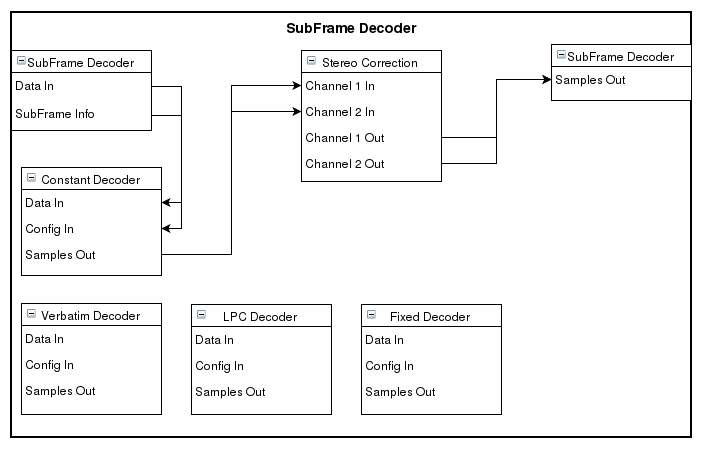 SubFrame Decoder
SubFrame Decoder
Data In
SubFrame Info
Stereo Correction
Channel 1 In
Channel 2 In
Channel 1 Out
Channel 2 Out
SubFrame Decoder
Samples Out
Constant Decoder
Data In
Config In
Samples Out
Verbatim Decoder
Data In
Config In
Samples Out
LPC Decoder
Data In
Config In
Samples Out
Fixed Decoder
Data In
Config In
Samples Out